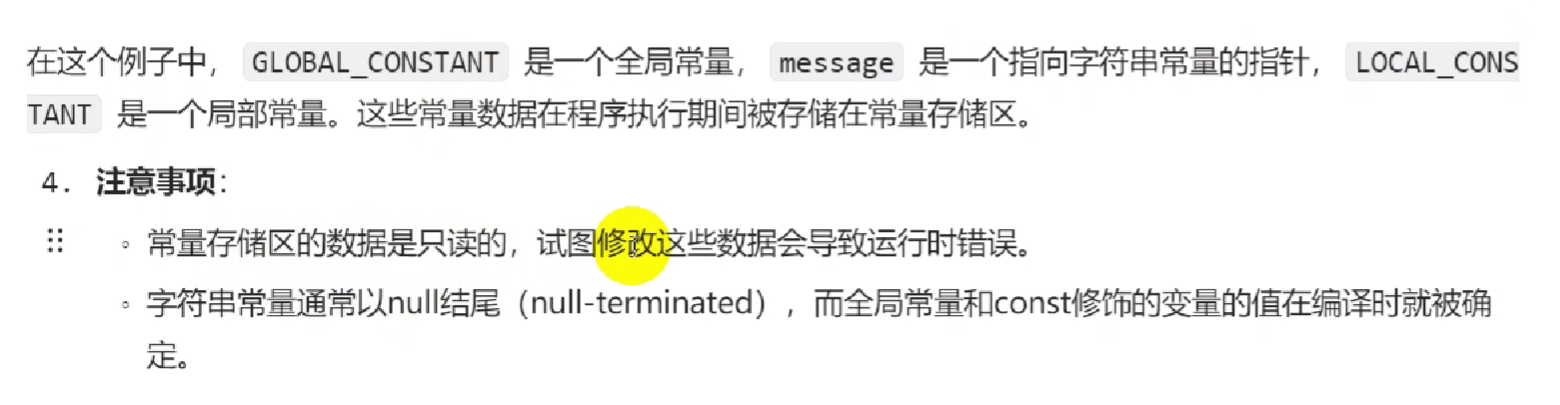 在这个例子中， GLOBAL_CONSTANT 是一个全局常量， message 是一个指向字符串常量的指针， LOCAL_CONS
TANT 是一个局部常量。这些常量数据在程序执行期间被存储在常量存储区。
4. 注意事项：
◦ 常量存储区的数据是只读的，试图修改这些数据会导致运行时错误。
◦ 字符串常量通常以null结尾（null-terminated），而全局常量和const修饰的变量的值在编译时就被确
定。